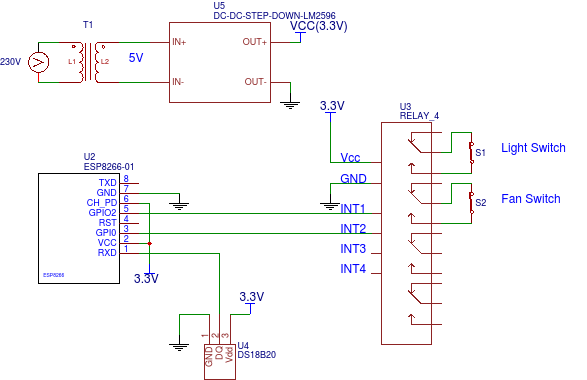 U5
DC-DC-STEP-DOWN-LM2596
T1
VCC(3.3V)
IN+
OUT+
230V
L1
L2
5V
IN-
OUT-
3.3V
U3
RELAY_4
Vcc
S1
Light Switch
U2
ESP8266-01
GND
TXD 8
GND 7
CH_PD 6
GPIO2 5
RST 4
GPI0 3
VCC 2
RXD 1
S2
Fan Switch
INT1
INT2
INT3
INT4
ESP8266
3.3V
3.3V
1 2 3
GND DQ Vdd
U4
DS18B20